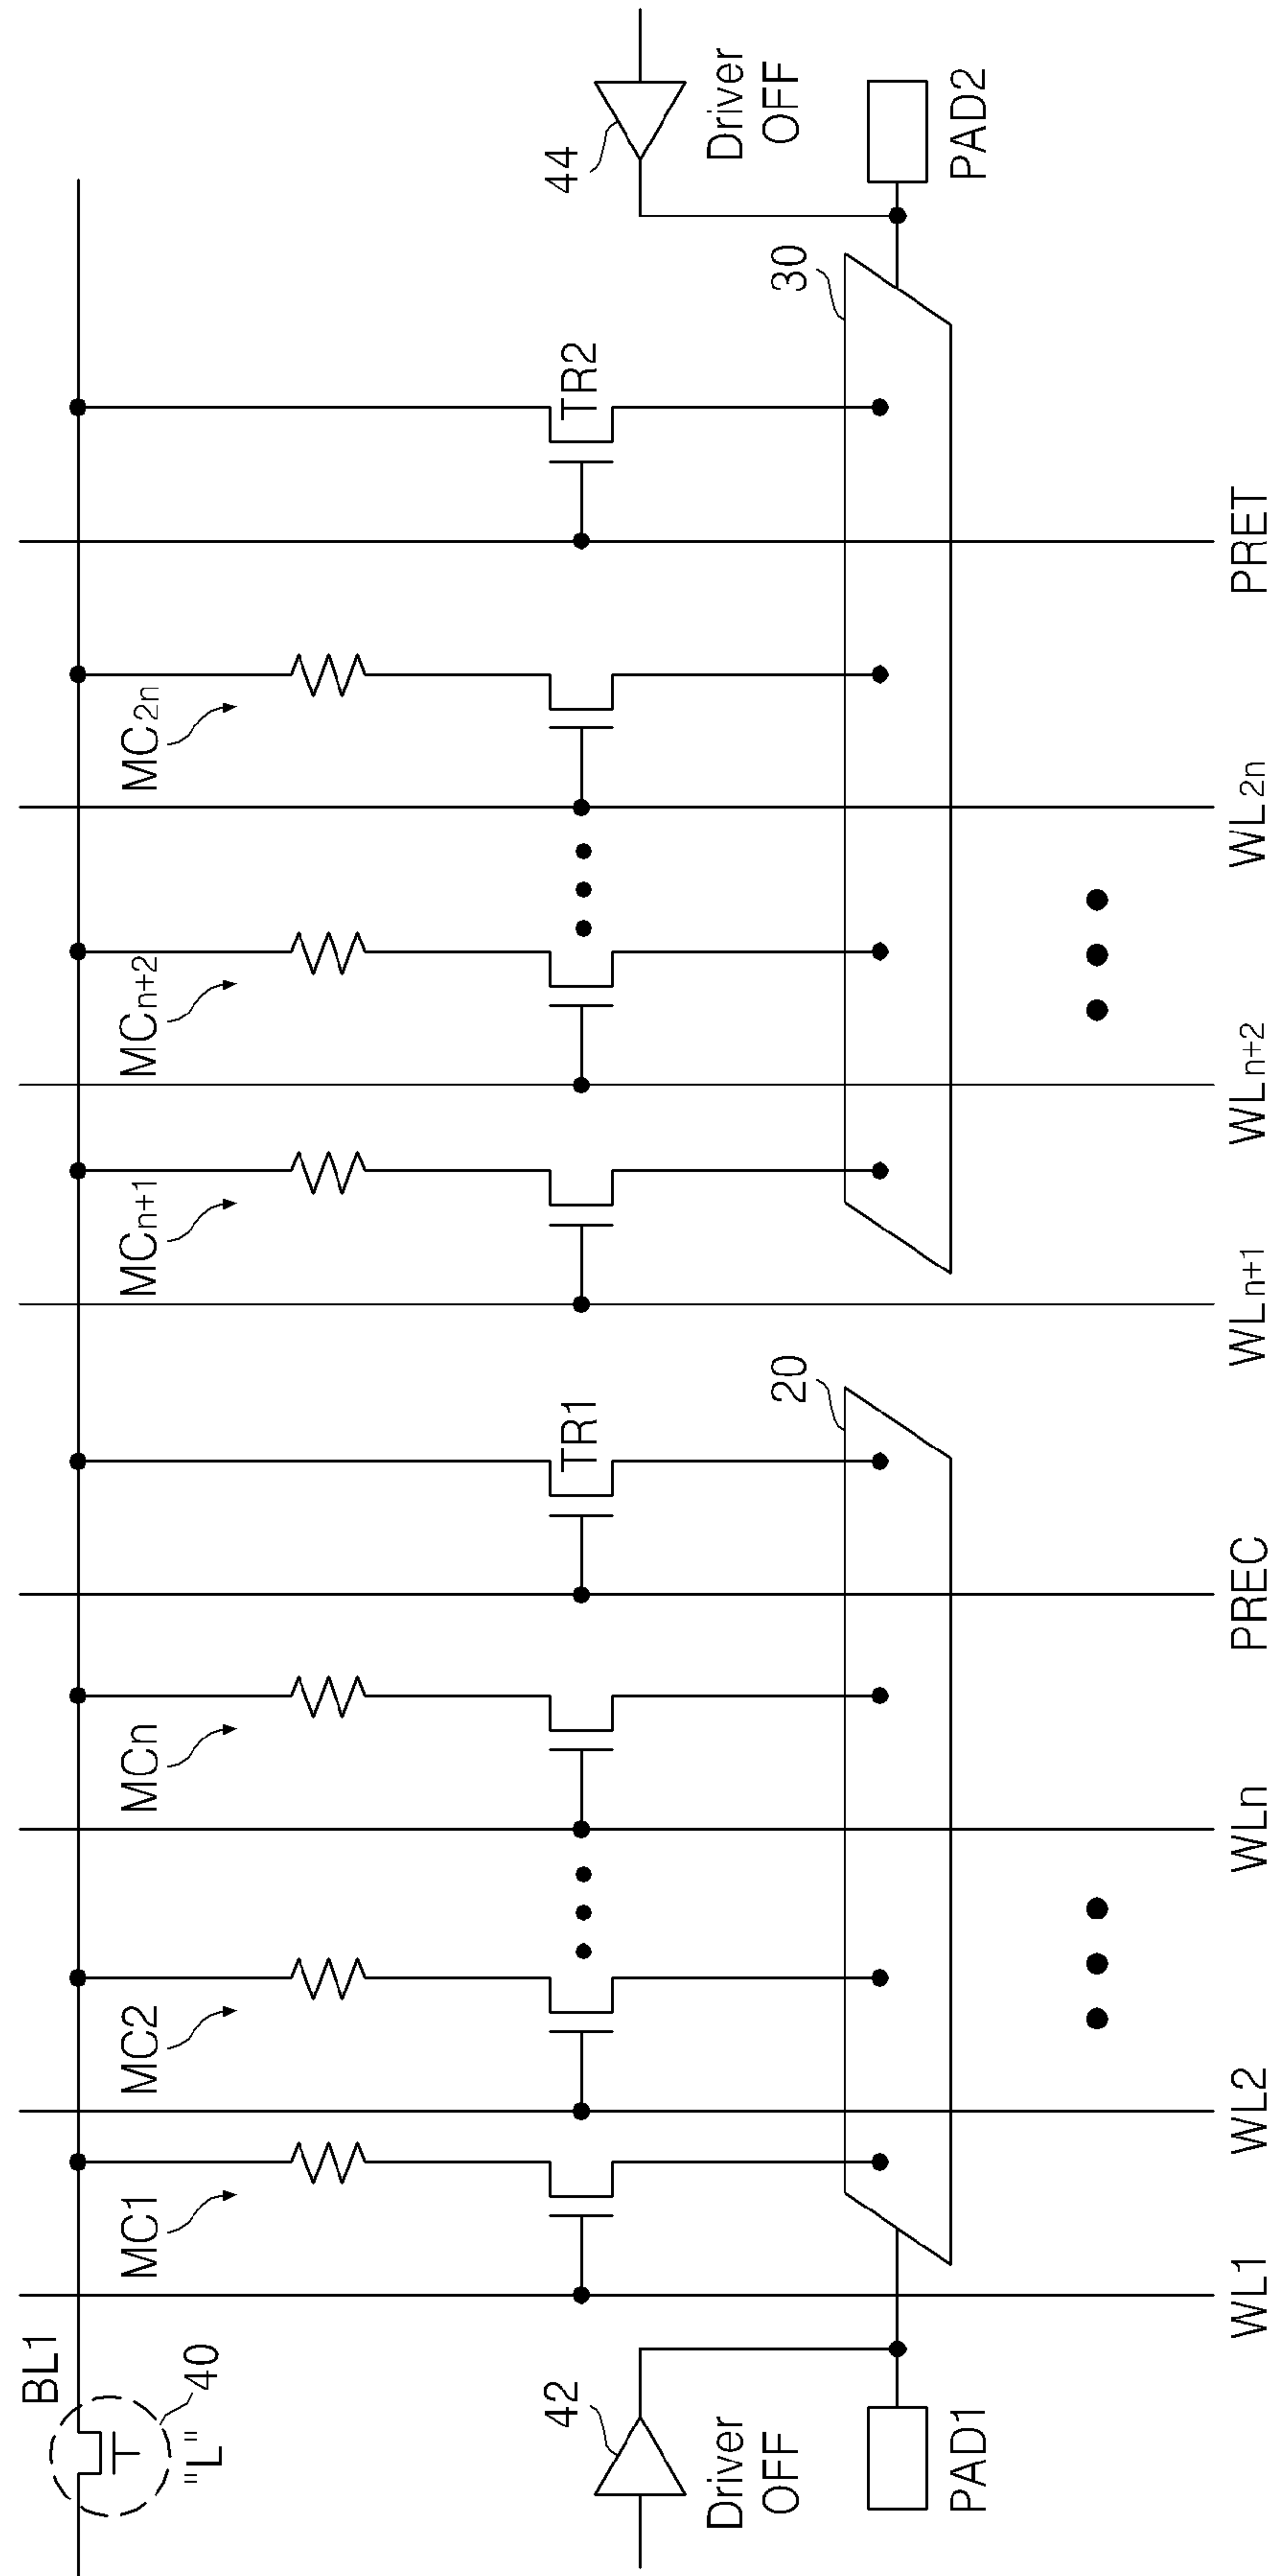 BL1
40
"L"
MC1
MC2
MCn
MCn+1
MCn+2
MC2n
TR1
TR2
42
Driver
OFF
44
Driver
OFF
20
30
PAD1
PAD2
WL1
WL2
WLn
PREC
WLn+1
WLn+2
WL2n
PRET